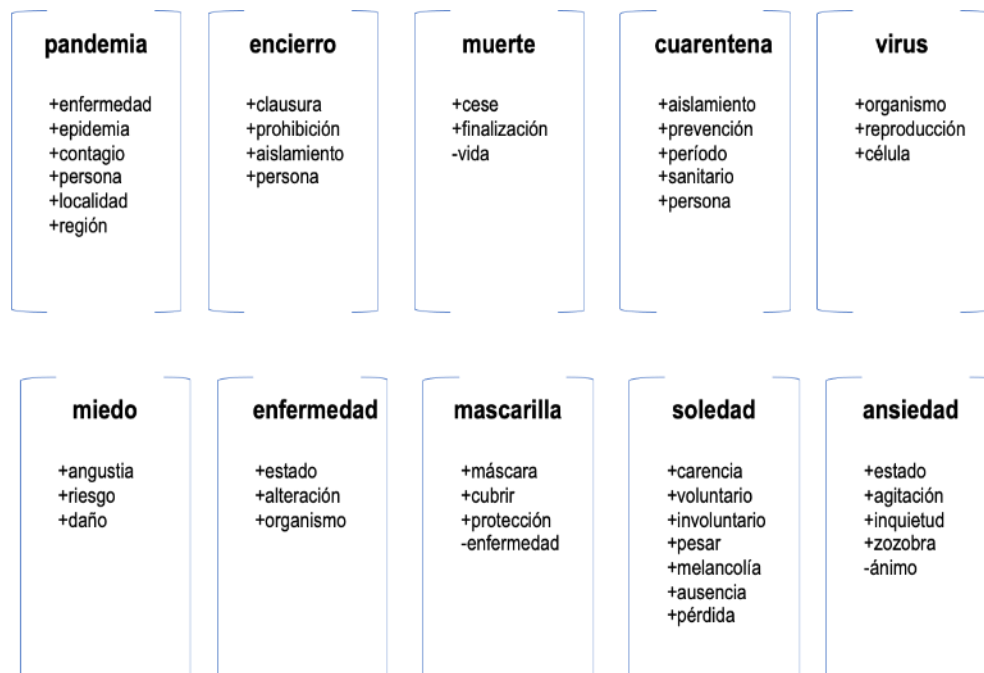 pandemia
+enfermedad
+epidemia
+contagio
+persona
+localidad
+región
encierro
+clausura
+prohibición
+aislamiento
+persona
muerte
+cese
+finalización
-vida
cuarentena
+aislamiento
+prevención
+período
+sanitario
+persona
virus
+organismo
+reproducción
+célula
miedo
+angustia
+riesgo
+daño
enfermedad
+estado
+alteración
+organismo
mascarilla
+máscara
+cubrir
+protección
-enfermedad
soledad
+carencia
+voluntario
+involuntario
+pesar
+melancolía
+ausencia
+pérdida
ansiedad
+estado
+agitación
+inquietud
+zozobra
-ánimo